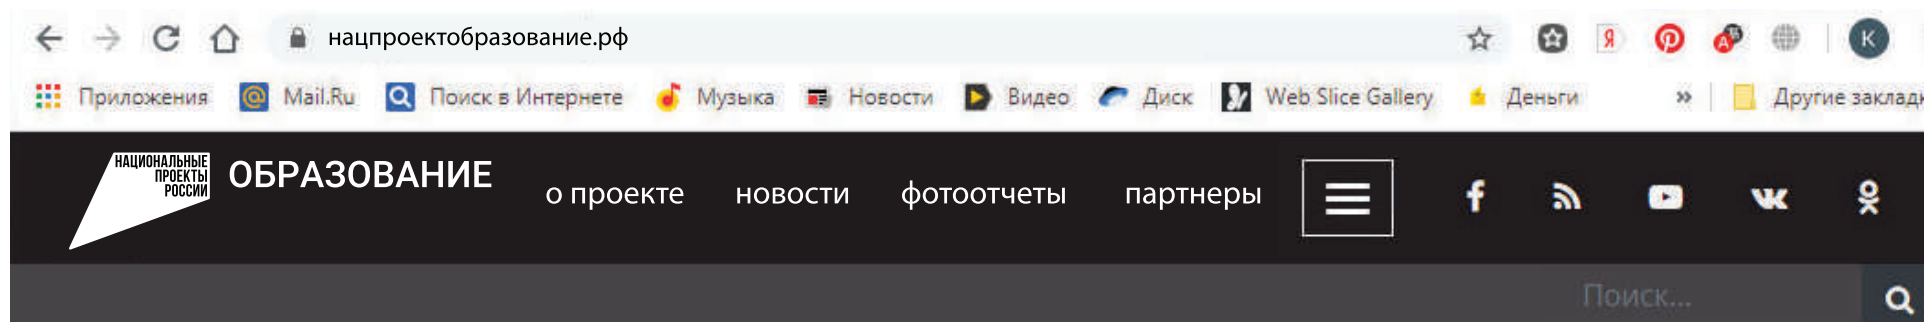 нацпроектобразование.рф
Приложения Mail.Ru Поиск в Интернете Музыка Новости Видео Диск Web Slice Gallery Деньги » Другие заклад
НАЦИОНАЛЬНЫЕ
ПРОЕКТЫ
РОССИИ
ОБРАЗОВАНИЕ
о проекте новости фотоотчеты партнеры
Поиск...